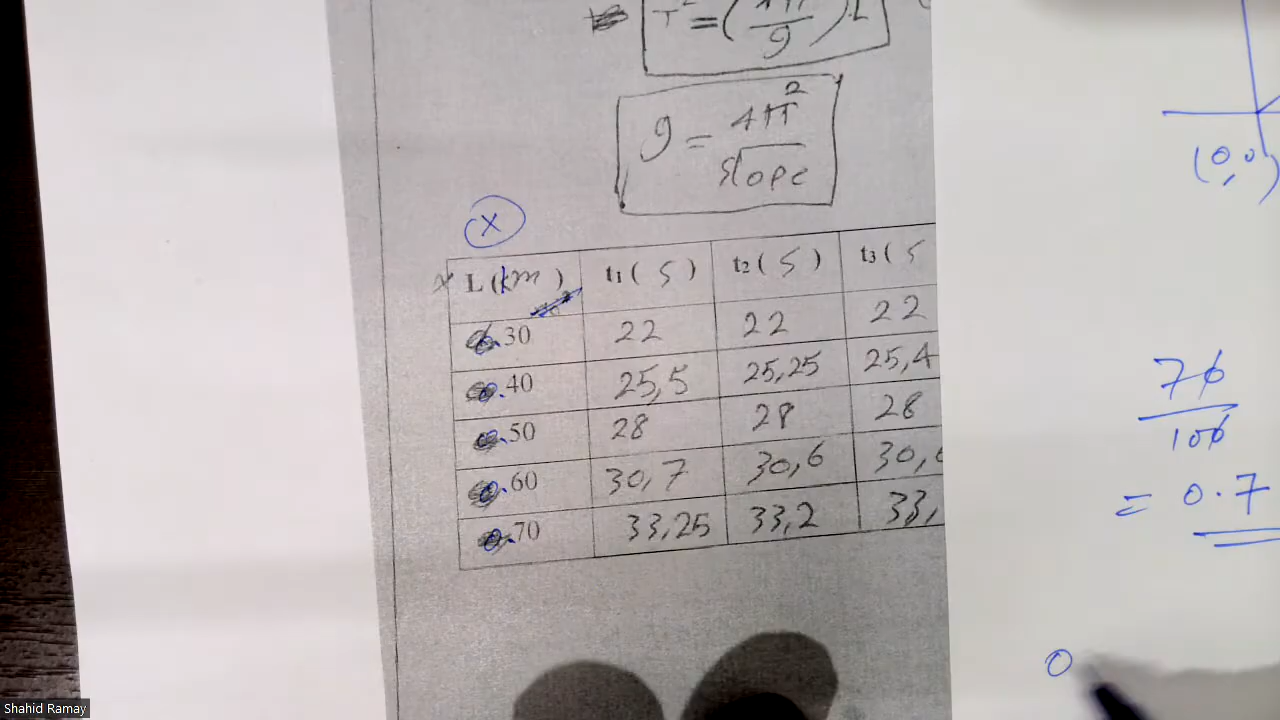 T² = (4π²/g) . L
g = 4π² / slope
(0,0)
X
L (m) t1 ( s ) t2 ( s ) t3 ( s
0.30 22 22 22
0.40 25,5 25,25 25,4
0.50 28 28 28
0.60 30,7 30,6 30,6
0.70 33,25 33,2 33,
70
100
= 0.7
0
Shahid Ramay